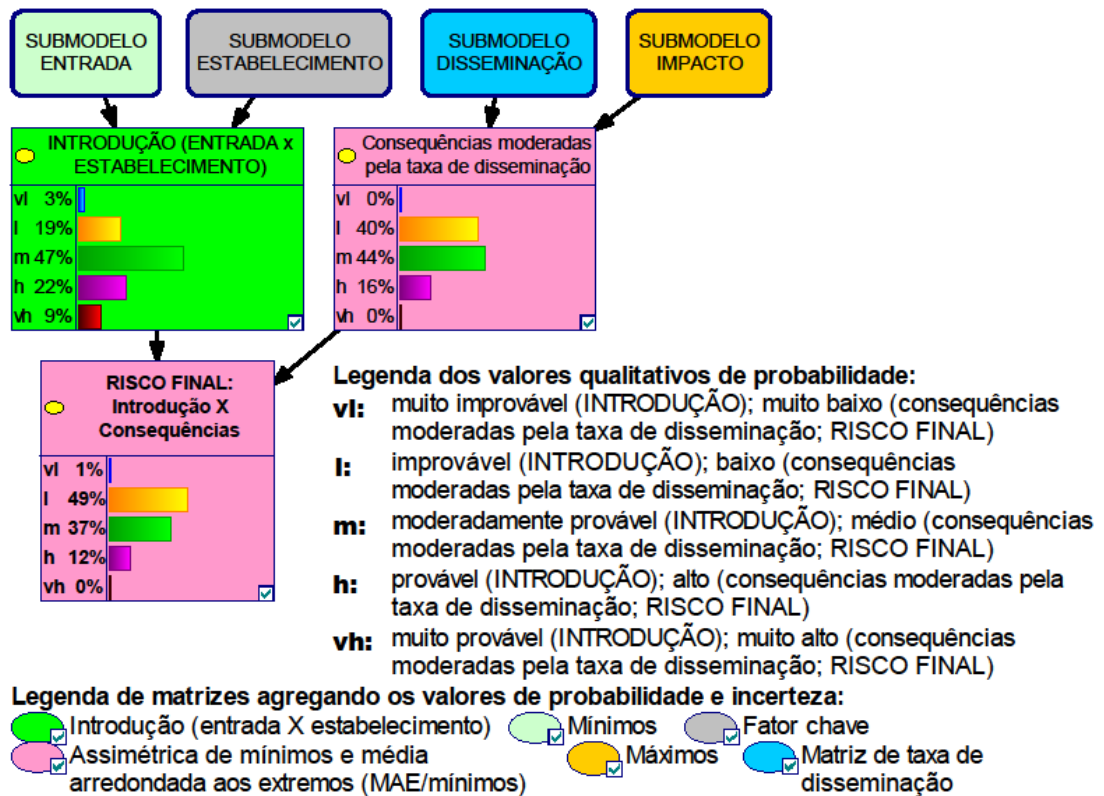 SUBMODELO
ENTRADA
SUBMODELO
ESTABELECIMENTO
SUBMODELO
DISSEMINAÇÃO
SUBMODELO
IMPACTO
INTRODUÇÃO (ENTRADA x
ESTABELECIMENTO)
vl 3%
l 19%
m 47%
h 22%
vh 9%
Consequências moderadas
pela taxa de disseminação
vl 0%
l 40%
m 44%
h 16%
vh 0%
RISCO FINAL:
Introdução X
Consequências
vl 1%
l 49%
m 37%
h 12%
vh 0%
Legenda dos valores qualitativos de probabilidade:
vl: muito improvável (INTRODUÇÃO); muito baixo (consequências
moderadas pela taxa de disseminação; RISCO FINAL)
l: improvável (INTRODUÇÃO); baixo (consequências
moderadas pela taxa de disseminação; RISCO FINAL)
m: moderadamente provável (INTRODUÇÃO); médio (consequências
moderadas pela taxa de disseminação; RISCO FINAL)
h: provável (INTRODUÇÃO); alto (consequências moderadas pela
taxa de disseminação; RISCO FINAL)
vh: muito provável (INTRODUÇÃO); muito alto (consequências
moderadas pela taxa de disseminação; RISCO FINAL)
Legenda de matrizes agregando os valores de probabilidade e incerteza:
Introdução (entrada X estabelecimento)
Mínimos
Fator chave
Assimétrica de mínimos e média
arredondada aos extremos (MAE/mínimos)
Máximos
Matriz de taxa de
disseminação